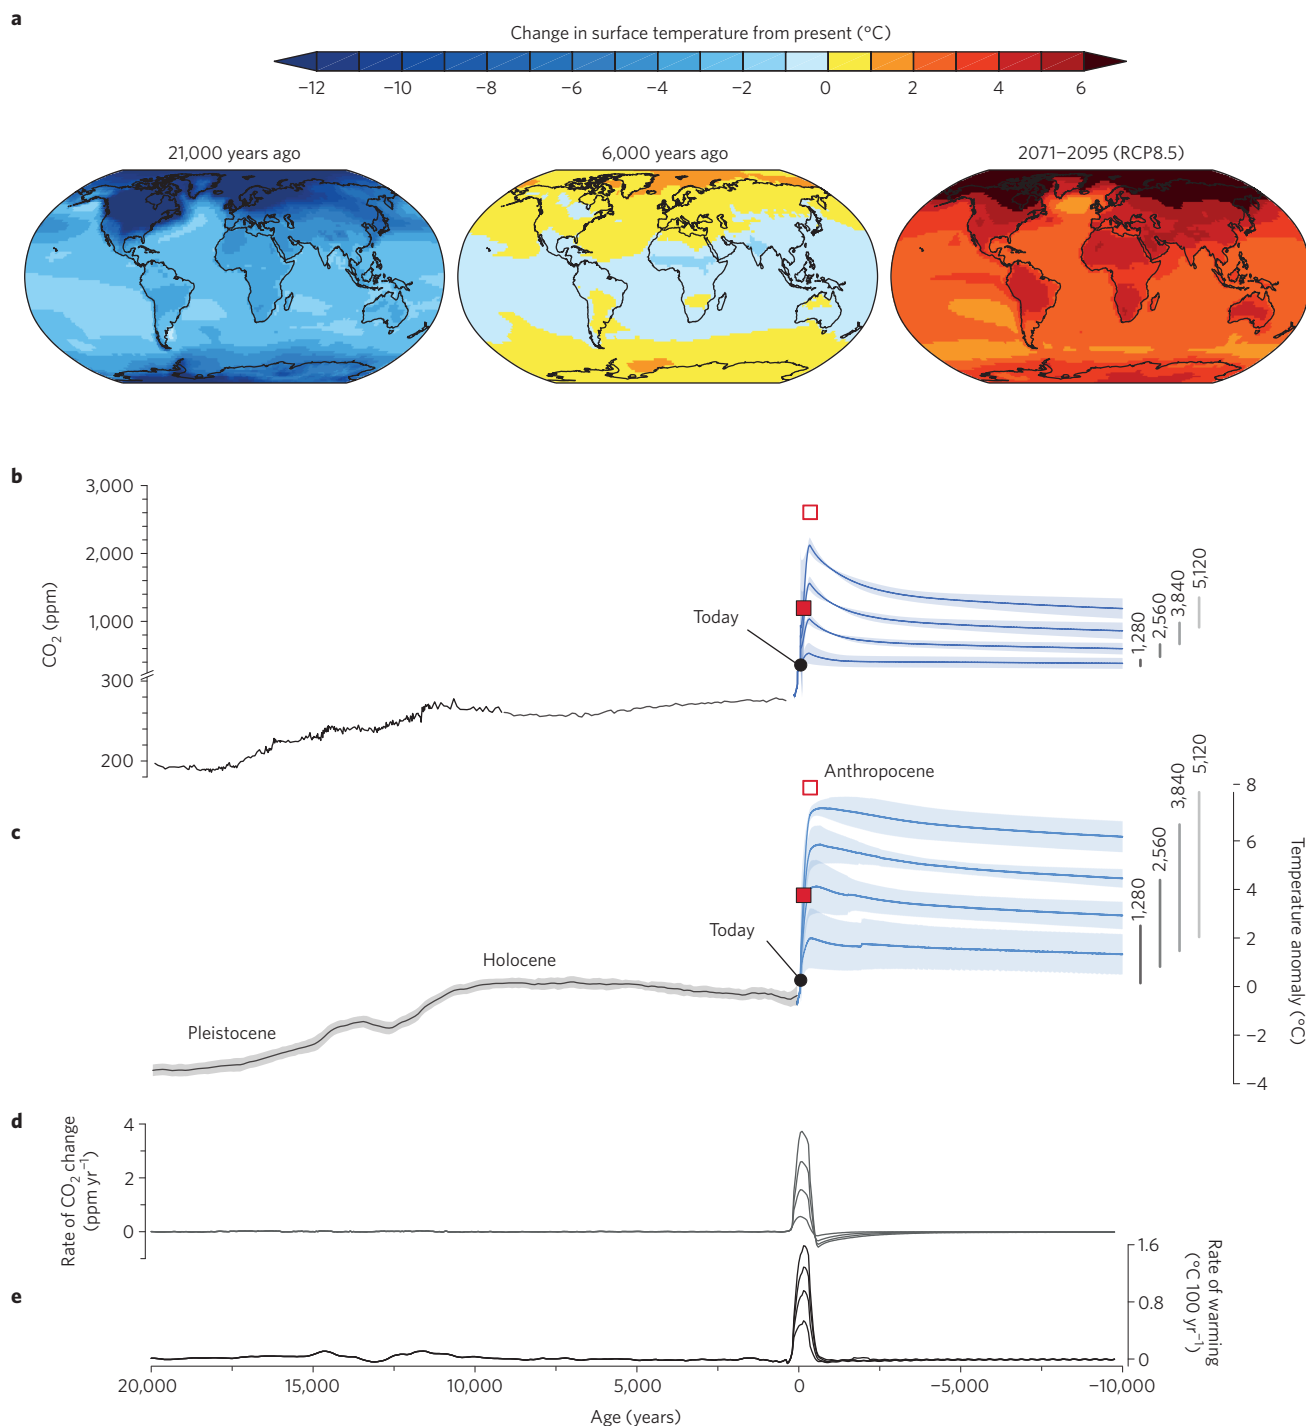 a
Change in surface temperature from present (°C)
−12 −10 −8 −6 −4 −2 0 2 4 6
21,000 years ago
6,000 years ago
2071–2095 (RCP8.5)
b
3,000
2,000
1,000
300
200
CO₂ (ppm)
Today
1,280
2,560
3,840
5,120
c
Anthropocene
Today
Holocene
Pleistocene
1,280
2,560
3,840
5,120
8
6
4
2
0
−2
−4
Temperature anomaly (°C)
d
4
2
0
Rate of CO₂ change
(ppm yr⁻¹)
e
1.6
0.8
0
Rate of warming
(°C 100 yr⁻¹)
20,000 15,000 10,000 5,000 0 −5,000 −10,000
Age (years)